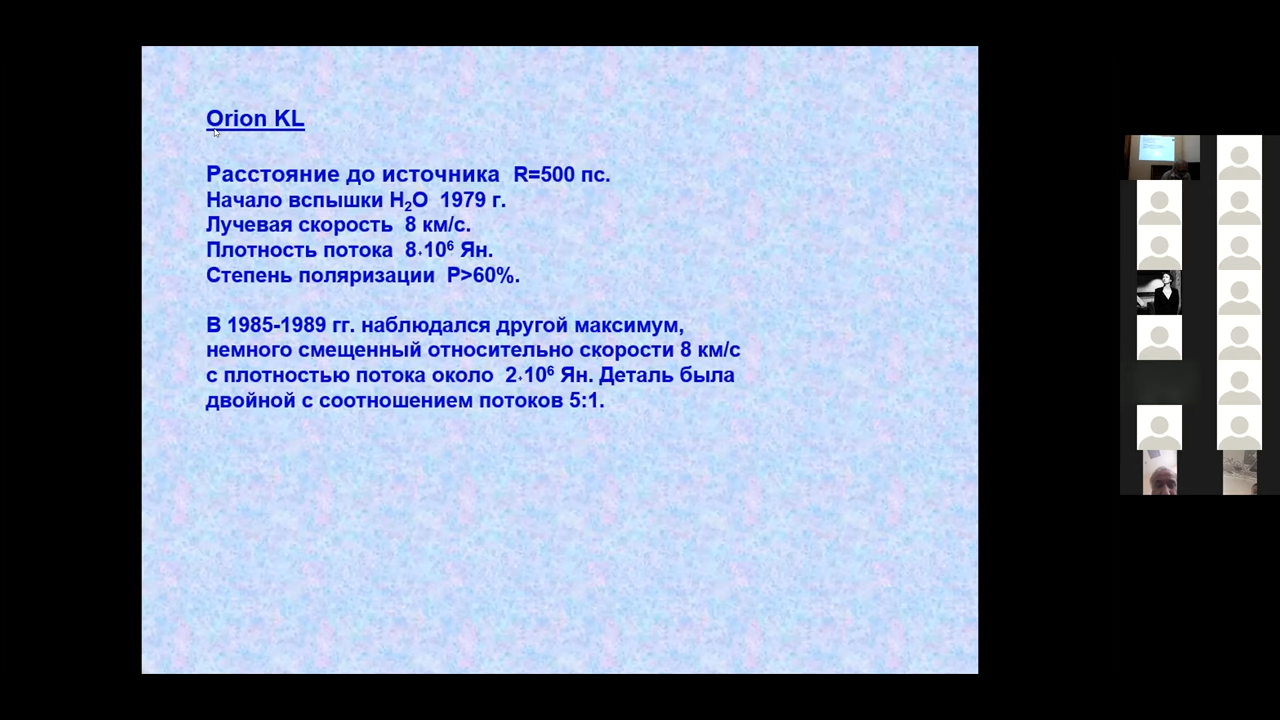 Orion KL
Расстояние до источника R=500 пс.
Начало вспышки H₂O 1979 г.
Лучевая скорость 8 км/с.
Плотность потока 8·10⁶ Ян.
Степень поляризации P>60%.
В 1985-1989 гг. наблюдался другой максимум,
немного смещенный относительно скорости 8 км/с
с плотностью потока около 2·10⁶ Ян. Деталь была
двойной с соотношением потоков 5:1.